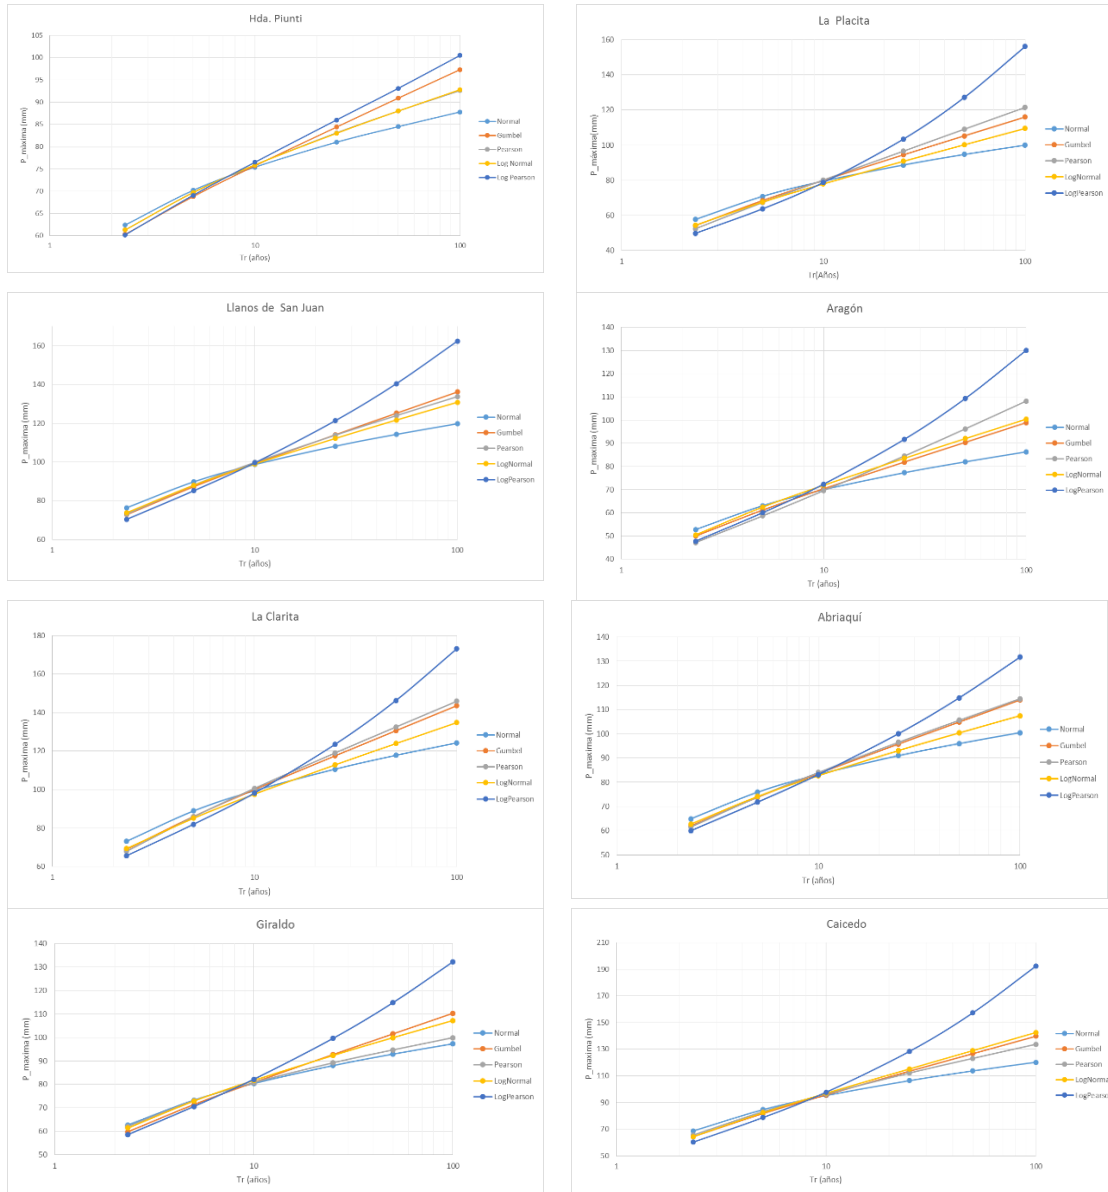 Hda. Piunti
P_máxima (mm)
105
100
95
90
85
80
75
70
65
60
1
10
100
Tr (años)
Normal
Gumbel
Pearson
Log Normal
Log Pearson
La Placita
P_máxima(mm)
160
140
120
100
80
60
40
1
10
100
Tr(Años)
Normal
Gumbel
Pearson
LogNormal
LogPearson
Llanos de San Juan
P_maxima (mm)
160
140
120
100
80
60
1
10
100
Tr (años)
Normal
Gumbel
Pearson
LogNormal
LogPearson
Aragón
P_maxima (mm)
140
130
120
110
100
90
80
70
60
50
40
1
10
100
Tr (años)
Normal
Gumbel
Pearson
LogNormal
LogPearson
La Clarita
P_maxima (mm)
180
160
140
120
100
80
60
1
10
100
Tr (años)
Normal
Gumbel
Pearson
LogNormal
LogPearson
Abriaquí
P_maxima (mm)
140
130
120
110
100
90
80
70
60
50
1
10
100
Tr (años)
Normal
Gumbel
Pearson
LogNormal
LogPearson
Giraldo
P_maxima (mm)
140
130
120
110
100
90
80
70
60
50
1
10
100
Tr (años)
Normal
Gumbel
Pearson
LogNormal
LogPearson
Caicedo
P_maxima (mm)
210
190
170
150
130
110
90
70
50
1
10
100
Tr (años)
Normal
Gumbel
Pearson
LogNorma
LogPearson